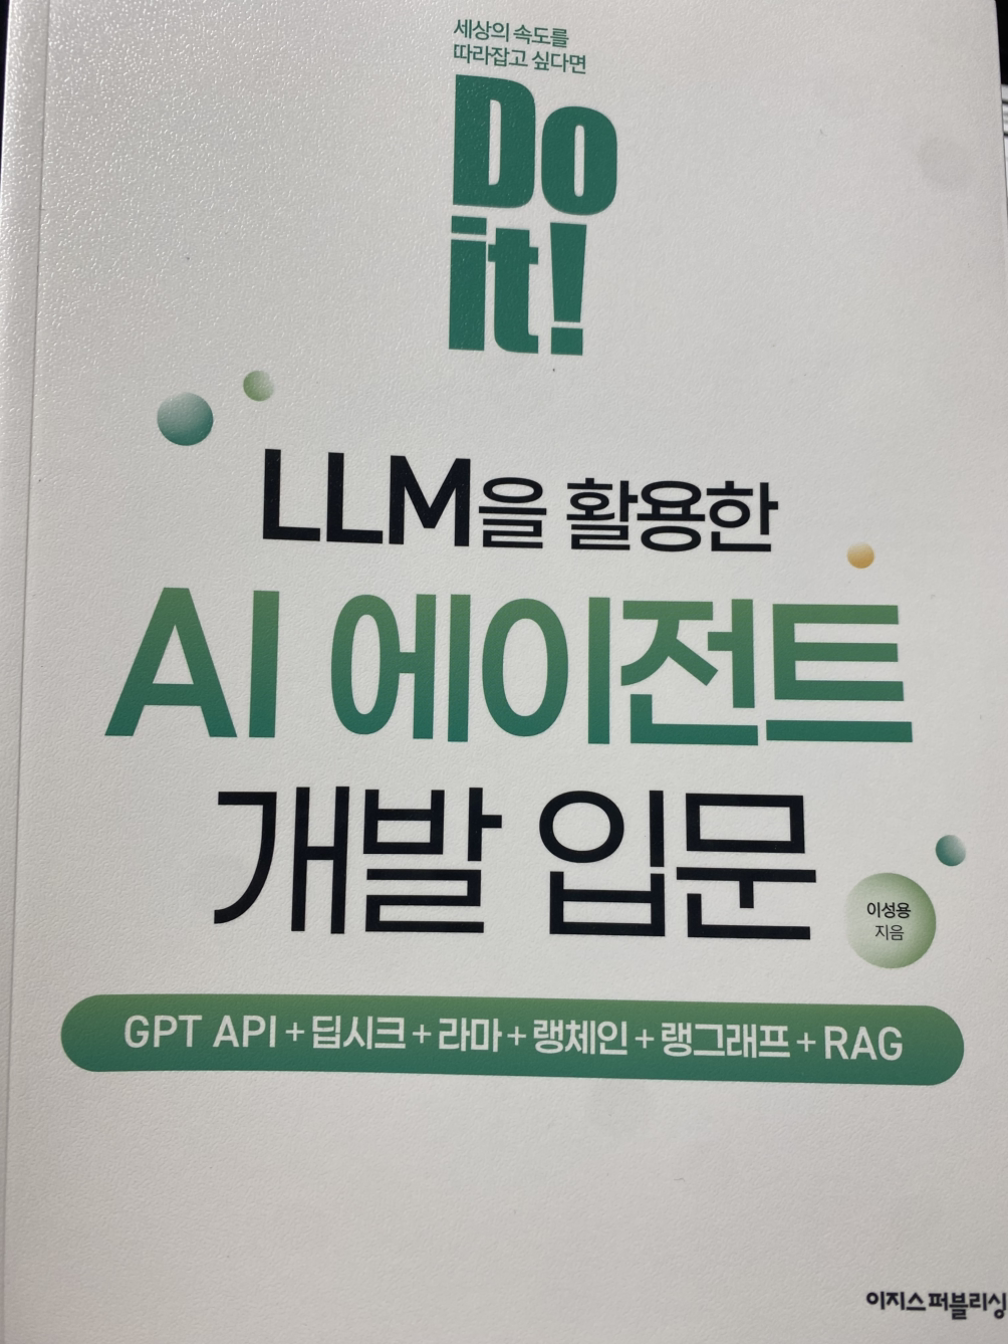 세상의 속도를
따라잡고 싶다면
Do
it!
LLM을 활용한
AI 에이전트
개발 입문
이성용
지음
GPT API + 딥시크 + 라마 + 랭체인 + 랭그래프 + RAG
이지스퍼블리싱